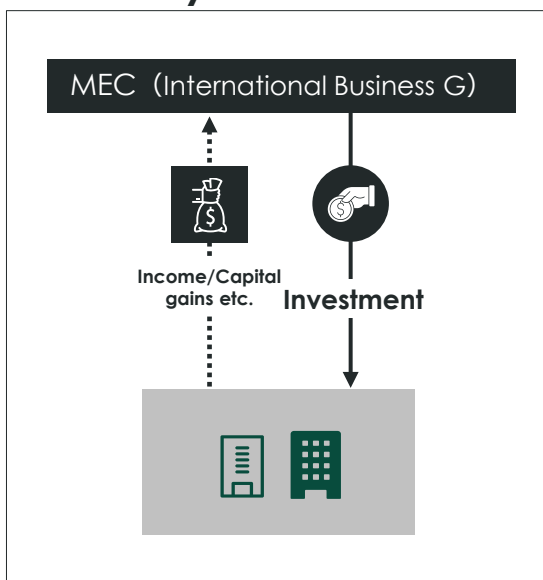 MEC（International Business G）
Income/Capital
gains etc.
Investment